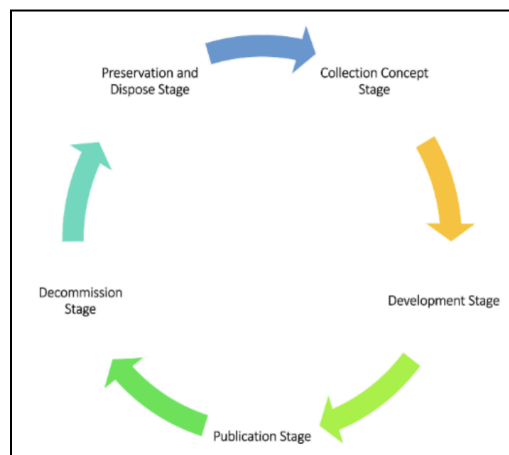 Preservation and
Dispose Stage
Collection Concept
Stage
Development Stage
Publication Stage
Decommission
Stage